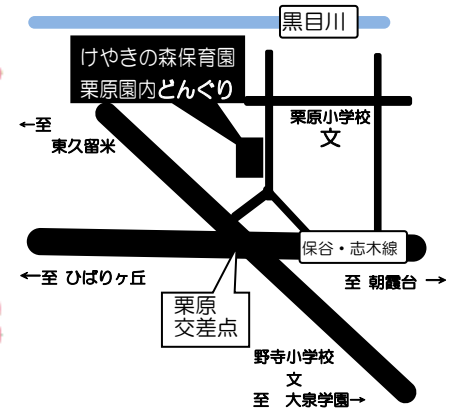 黒目川
けやきの森保育園
栗原園内どんぐり
栗原小学校
文
←至
東久留米
保谷・志木線
←至 ひばりヶ丘
至 朝霞台 →
栗原
交差点
野寺小学校
文
至 大泉学園→